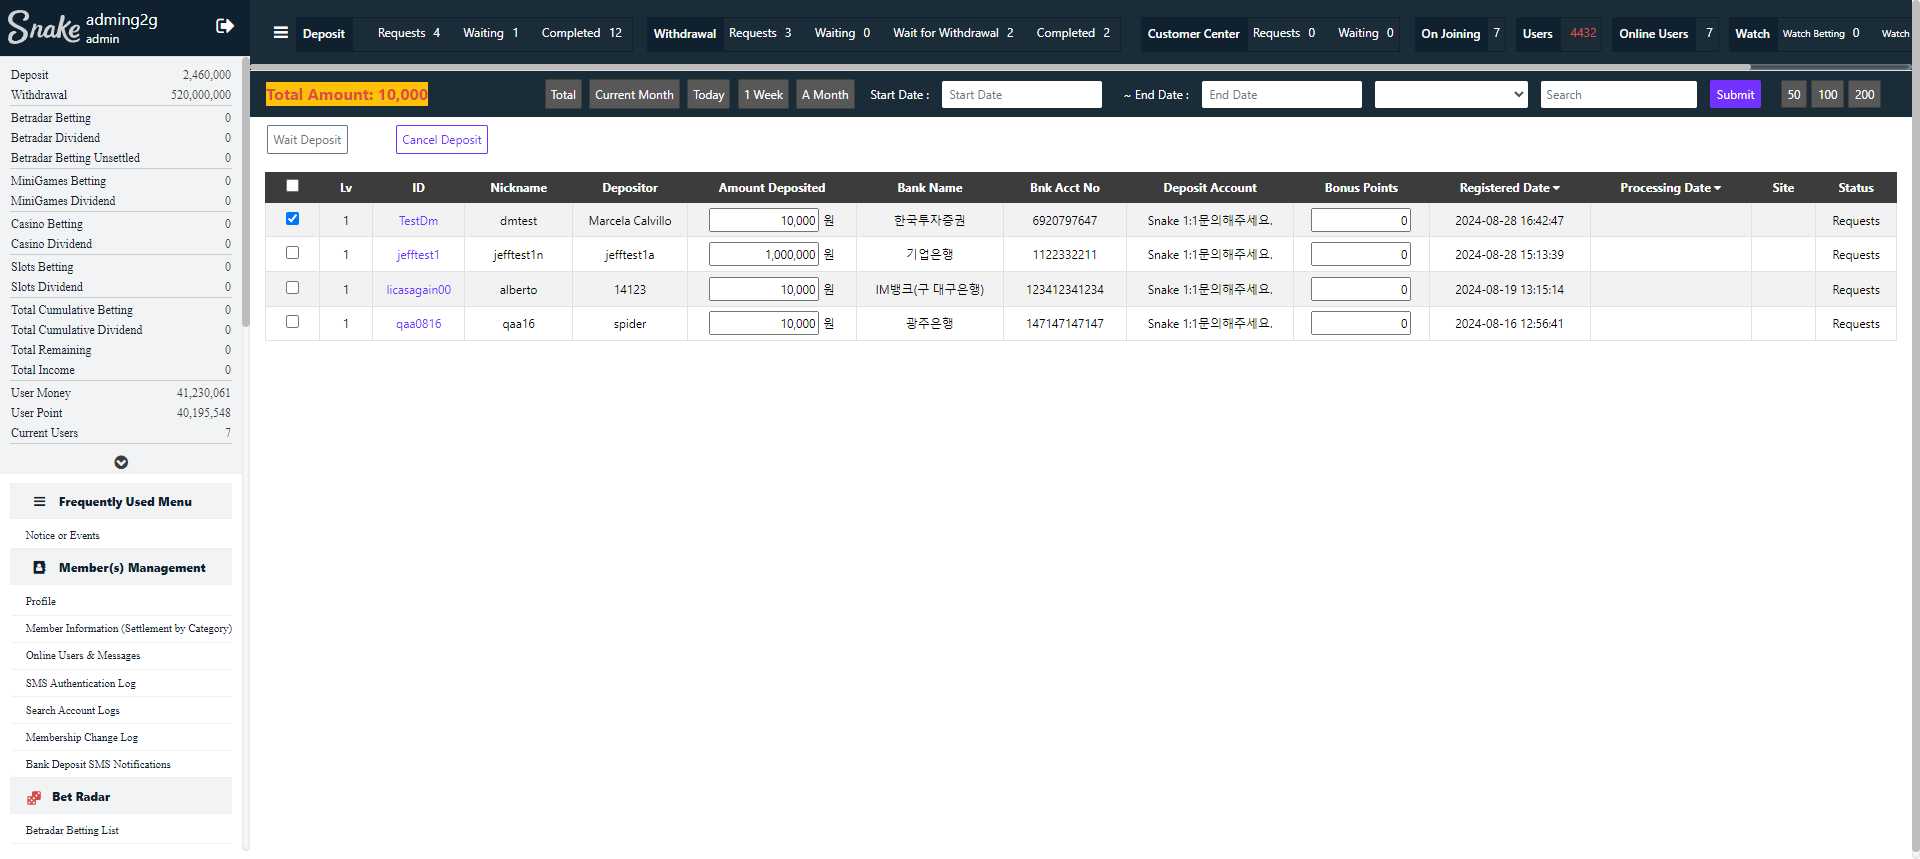 Snake adming2g
admin
Deposit Requests 4 Waiting 1 Completed 12 Withdrawal Requests 3 Waiting 0 Wait for Withdrawal 2 Completed 2 Customer Center Requests 0 Waiting 0 On Joining 7 Users 4432 Online Users 7 Watch Watch Betting 0 Watch
Total Amount: 10,000 Total Current Month Today 1 Week A Month Start Date : Start Date ~ End Date : End Date Search Submit 50 100 200
Wait Deposit Cancel Deposit
Lv ID Nickname Depositor Amount Deposited Bank Name Bnk Acct No Deposit Account Bonus Points Registered Date Processing Date Site Status
1 TestDm dmtest Marcela Calvillo 10,000 원 한국투자증권 6920797647 Snake 1:1문의해주세요. 0 2024-08-28 16:42:47 Requests
1 jefftest1 jefftest1n jefftest1a 1,000,000 원 기업은행 1122332211 Snake 1:1문의해주세요. 0 2024-08-28 15:13:39 Requests
1 licasagain00 alberto 14123 10,000 원 IM뱅크(구 대구은행) 123412341234 Snake 1:1문의해주세요. 0 2024-08-19 13:15:14 Requests
1 qaa0816 qaa16 spider 10,000 원 광주은행 147147147147 Snake 1:1문의해주세요. 0 2024-08-16 12:56:41 Requests
Deposit 2,460,000
Withdrawal 520,000,000
Betradar Betting 0
Betradar Dividend 0
Betradar Betting Unsettled 0
MiniGames Betting 0
MiniGames Dividend 0
Casino Betting 0
Casino Dividend 0
Slots Betting 0
Slots Dividend 0
Total Cumulative Betting 0
Total Cumulative Dividend 0
Total Remaining 0
Total Income 0
User Money 41,230,061
User Point 40,195,548
Current Users 7
Frequently Used Menu
Notice or Events
Member(s) Management
Profile
Member Information (Settlement by Category)
Online Users & Messages
SMS Authentication Log
Search Account Logs
Membership Change Log
Bank Deposit SMS Notifications
Bet Radar
Betradar Betting List